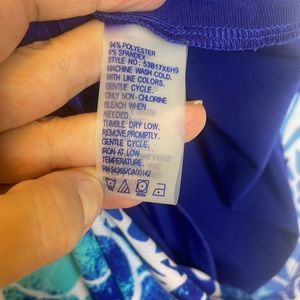 94% POLYESTER
6% SPANDEX
STYLE NO: 53B17X6H9
MACHINE WASH COLD.
WITH LIKE COLORS.
GENTLE CYCLE.
ONLY NON-CHLORINE
BLEACH WHEN
NEEDED.
TUMBLE DRY LOW.
REMOVE PROMPTLY.
GENTLE CYCLE,
IRON AT LOW
TEMPERATURE.
RN 54365/CA00142